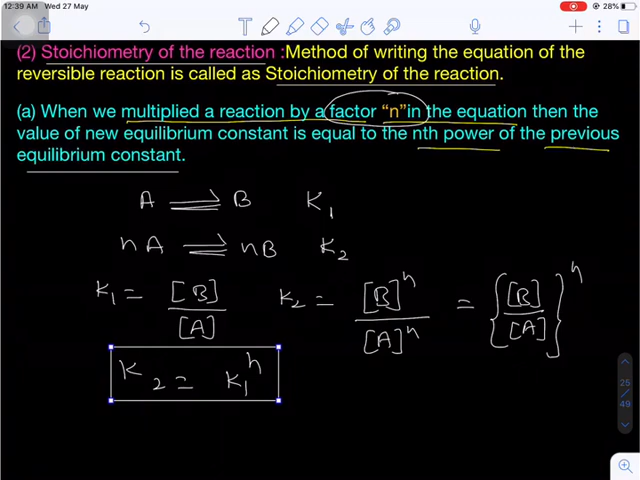 12:39 AM Wed 27 May 28%
(2) Stoichiometry of the reaction :Method of writing the equation of the
reversible reaction is called as Stoichiometry of the reaction.
(a) When we multiplied a reaction by a factor “n”in the equation then the
value of new equilibrium constant is equal to the nth power of the previous
equilibrium constant.
A ⇌ B K₁
nA ⇌ nB K₂
K₁ = [B]/[A] K₂ = [B]ⁿ/[A]ⁿ = {[B]/[A]}ⁿ
K₂ = K₁ⁿ
25
/
49